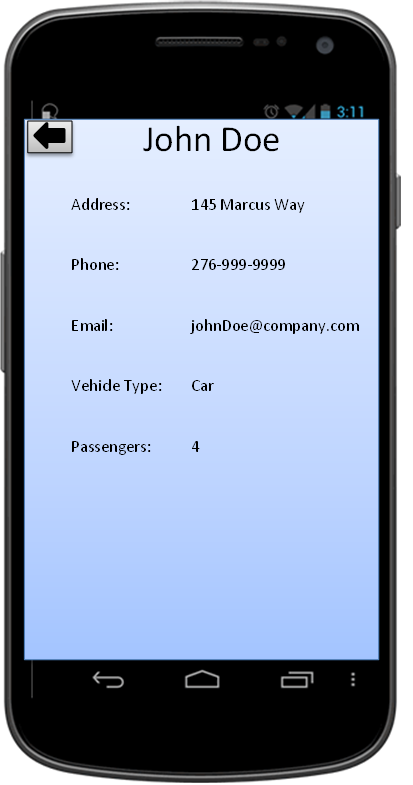 3:11
John Doe
Address: 145 Marcus Way
Phone: 276-999-9999
Email: johnDoe@company.com
Vehicle Type: Car
Passengers: 4